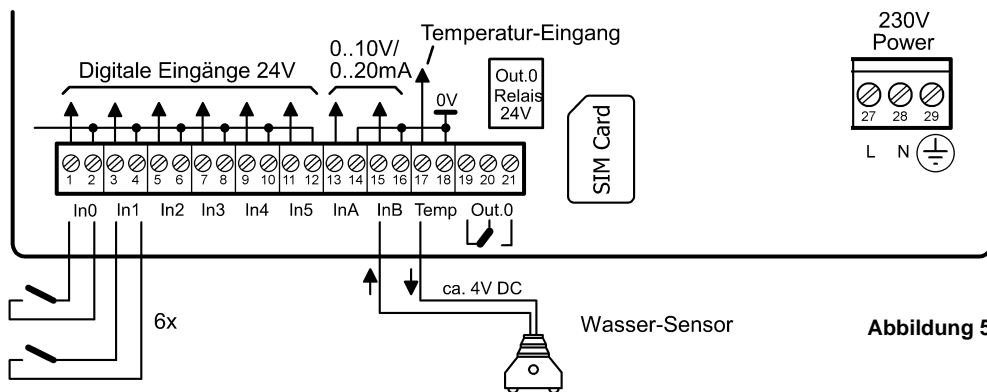 230V
Power
Temperatur-Eingang
0..10V/
0..20mA
Digitale Eingänge 24V
Out.0
Relais
24V
0V
SIM Card
27 28 29
L N
1 2 3 4 5 6 7 8 9 10 11 12 13 14 15 16 17 18 19 20 21
In0 In1 In2 In3 In4 In5 InA InB Temp Out.0
ca. 4V DC
6x
Wasser-Sensor
Abbildung 5